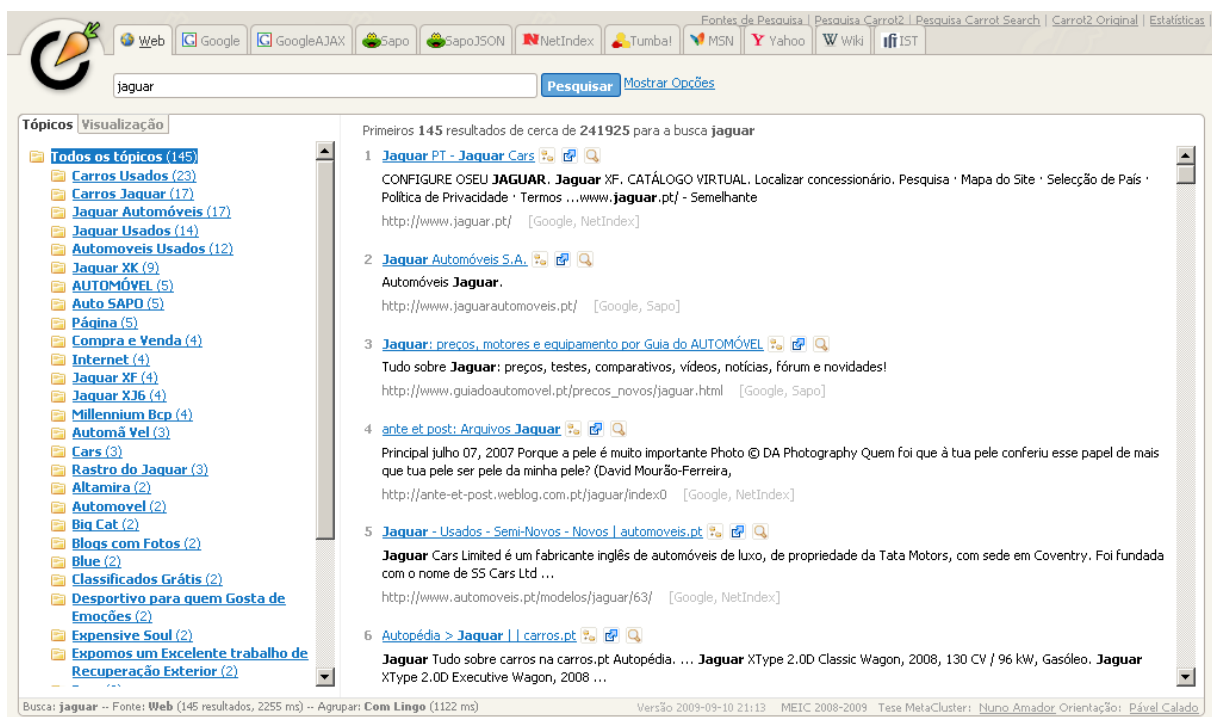 Fontes de Pesquisa | Pesquisa Carrot2 | Pesquisa Carrot Search | Carrot2 Original | Estatísticas |
Web Google GoogleAJAX Sapo SapoJSON NetIndex Tumba! MSN Yahoo Wiki IST
jaguar Pesquisar Mostrar Opções
Tópicos Visualização
Todos os tópicos (145)
Carros Usados (23)
Carros Jaguar (17)
Jaguar Automóveis (17)
Jaguar Usados (14)
Automoveis Usados (12)
Jaguar XK (9)
AUTOMÓVEL (5)
Auto SAPO (5)
Página (5)
Compra e Venda (4)
Internet (4)
Jaguar XF (4)
Jaguar XJ6 (4)
Millennium Bcp (4)
Automã Vel (3)
Cars (3)
Rastro do Jaguar (3)
Altamira (2)
Automovel (2)
Big Cat (2)
Blogs com Fotos (2)
Blue (2)
Classificados Grátis (2)
Desportivo para quem Gosta de
Emoções (2)
Expensive Soul (2)
Expomos um Excelente trabalho de
Recuperação Exterior (2)
Primeiros 145 resultados de cerca de 241925 para a busca jaguar
1 Jaguar PT - Jaguar Cars
CONFIGURE OSEU JAGUAR. Jaguar XF. CATÁLOGO VIRTUAL. Localizar concessionário. Pesquisa · Mapa do Site · Selecção de País ·
Política de Privacidade · Termos ...www.jaguar.pt/ - Semelhante
http://www.jaguar.pt/ [Google, NetIndex]
2 Jaguar Automóveis S.A.
Automóveis Jaguar.
http://www.jaguarautomoveis.pt/ [Google, Sapo]
3 Jaguar: preços, motores e equipamento por Guia do AUTOMÓVEL
Tudo sobre Jaguar: preços, testes, comparativos, vídeos, notícias, fórum e novidades!
http://www.guiadoautomovel.pt/precos_novos/jaguar.html [Google, Sapo]
4 ante et post: Arquivos Jaguar
Principal julho 07, 2007 Porque a pele é muito importante Photo © DA Photography Quem foi que à tua pele conferiu esse papel de mais
que tua pele ser pele da minha pele? (David Mourão-Ferreira,
http://ante-et-post.weblog.com.pt/jaguar/index0 [Google, NetIndex]
5 Jaguar - Usados - Semi-Novos - Novos | automoveis.pt
Jaguar Cars Limited é um fabricante inglês de automóveis de luxo, de propriedade da Tata Motors, com sede em Coventry. Foi fundada
com o nome de SS Cars Ltd ...
http://www.automoveis.pt/modelos/jaguar/63/ [Google, NetIndex]
6 Autopédia > Jaguar | | carros.pt
Jaguar Tudo sobre carros na carros.pt Autopédia. ... Jaguar XType 2.0D Classic Wagon, 2008, 130 CV / 96 kW, Gasóleo. Jaguar
XType 2.0D Executive Wagon, 2008 ...
Busca: jaguar -- Fonte: Web (145 resultados, 2255 ms) -- Agrupar: Com Lingo (1122 ms)
Versão 2009-09-10 21:13 MEIC 2008-2009 Tese MetaCluster: Nuno Amador Orientação: Pável Calado